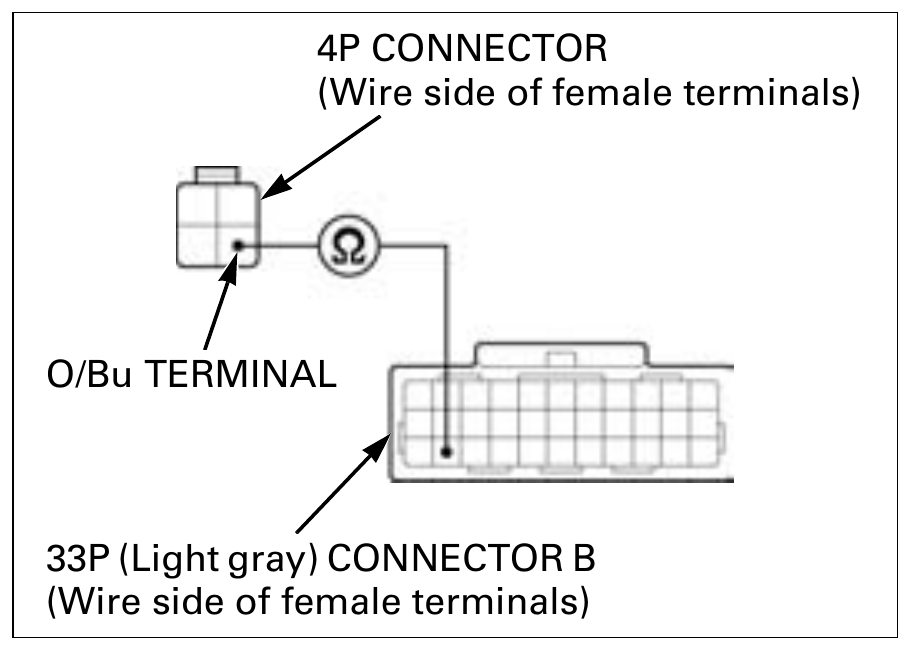 4P CONNECTOR
(Wire side of female terminals)
Ω
O/Bu TERMINAL
33P (Light gray) CONNECTOR B
(Wire side of female terminals)